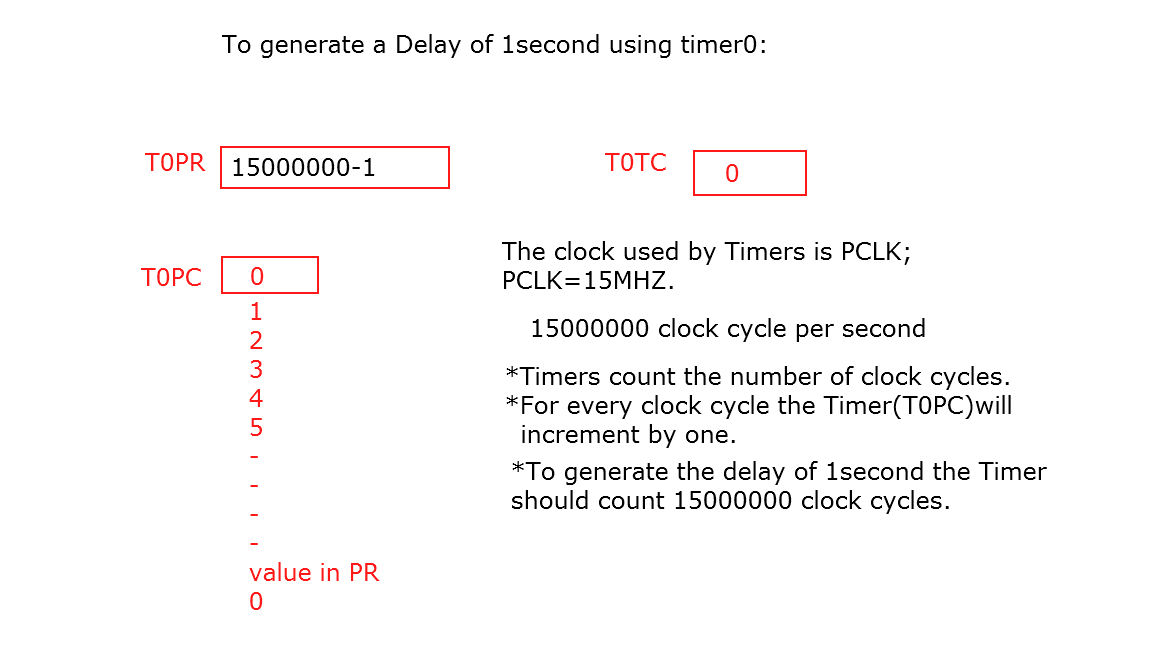 To generate a Delay of 1second using timer0:
T0PR 15000000-1
T0TC 0
T0PC 0
1
2
3
4
5
-
-
-
-
value in PR
0
The clock used by Timers is PCLK;
PCLK=15MHZ.
15000000 clock cycle per second
*Timers count the number of clock cycles.
*For every clock cycle the Timer(T0PC)will
increment by one.
*To generate the delay of 1second the Timer
should count 15000000 clock cycles.